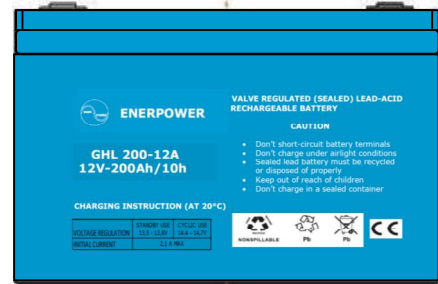 ENERPOWER
GHL 200-12A
12V-200Ah/10h
VALVE REGULATED (SEALED) LEAD-ACID
RECHARGEABLE BATTERY
CAUTION
• Don't short-circuit battery terminals
• Don't charge under airlight conditions
• Sealed lead battery must be recycled
or disposed of properly
• Keep out of reach of children
• Don't charge in a sealed container
CHARGING INSTRUCTION (AT 20°C)
STANDBY USE CYCLIC USE
VOLTAGE REGULATION 13,5 - 13,8V 14,4 - 14,7V
INITIAL CURRENT 2.1 A MAX
NONSPILLABLE Pb Pb CE